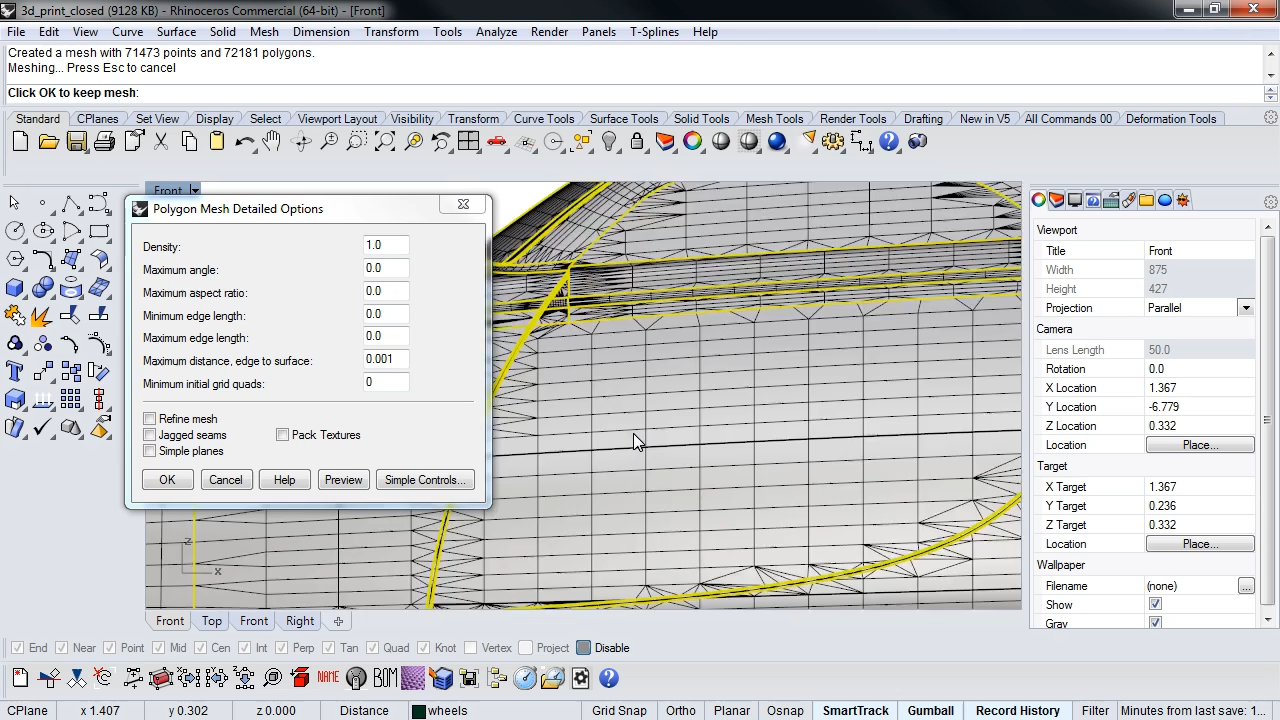 3d_print_closed (9128 KB) - Rhinoceros Commercial (64-bit) - [Front]
File Edit View Curve Surface Solid Mesh Dimension Transform Tools Analyze Render Panels T-Splines Help
Created a mesh with 71473 points and 72181 polygons.
Meshing... Press Esc to cancel
Click OK to keep mesh:
Standard CPlanes Set View Display Select Viewport Layout Visibility Transform Curve Tools Surface Tools Solid Tools Mesh Tools Render Tools Drafting New in V5 All Commands 00 Deformation Tools
Front
Polygon Mesh Detailed Options
Density: 1.0
Maximum angle: 0.0
Maximum aspect ratio: 0.0
Minimum edge length: 0.0
Maximum edge length: 0.0
Maximum distance, edge to surface: 0.001
Minimum initial grid quads: 0
Refine mesh
Jagged seams Pack Textures
Simple planes
OK Cancel Help Preview Simple Controls...
z
x
Viewport
Title Front
Width 875
Height 427
Projection Parallel
Camera
Lens Length 50.0
Rotation 0.0
X Location 1.367
Y Location -6.779
Z Location 0.332
Location Place...
Target
X Target 1.367
Y Target 0.236
Z Target 0.332
Location Place...
Wallpaper
Filename (none) ...
Show
Gray
Front Top Front Right
End Near Point Mid Cen Int Perp Tan Quad Knot Vertex Project Disable
NAME BOM
CPlane x 1.407 y 0.302 z 0.000 Distance wheels Grid Snap Ortho Planar Osnap SmartTrack Gumball Record History Filter Minutes from last save: 1...